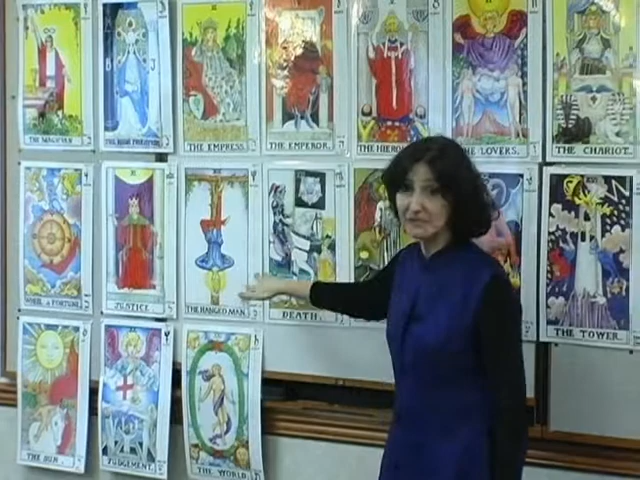 THE MAGICIAN.
THE HIGH PRIESTESS
THE EMPRESS.
THE EMPEROR.
THE HIEROPHANT
THE LOVERS.
THE CHARIOT.
WHEEL of FORTUNE.
JUSTICE.
THE HANGED MAN.
DEATH.
THE TOWER.
THE SUN.
JUDGEMENT.
THE WORLD.